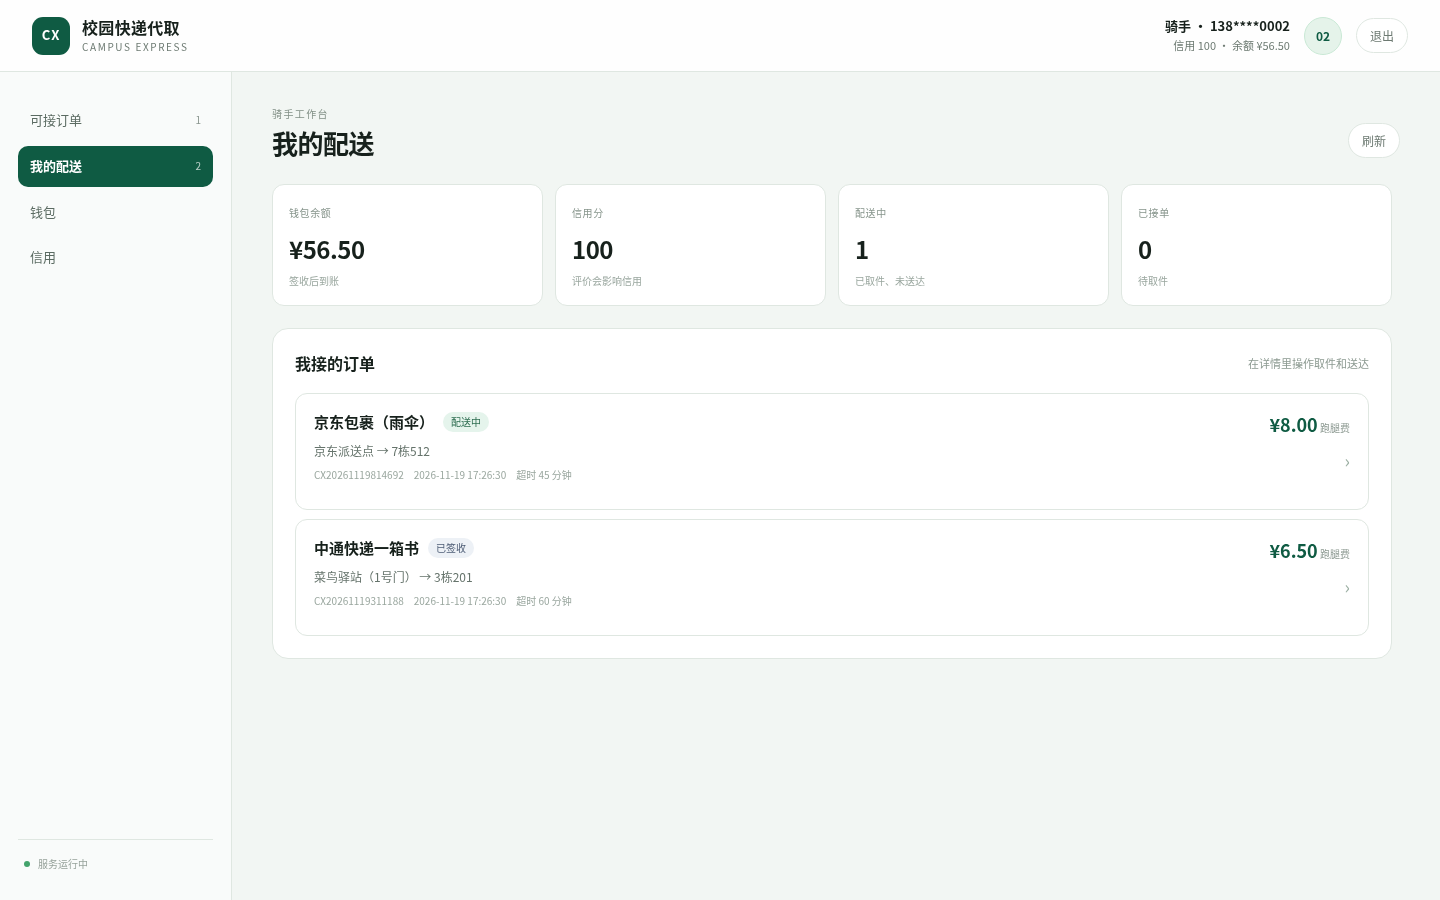 CX
校园快递代取
CAMPUS EXPRESS
骑手 · 138****0002
信用 100 · 余额 ¥56.50
02
退出
可接订单 1
我的配送 2
钱包
信用
服务运行中
骑手工作台
我的配送
刷新
钱包余额
¥56.50
签收后到账
信用分
100
评价会影响信用
配送中
1
已取件、未送达
已接单
0
待取件
我接的订单
在详情里操作取件和送达
京东包裹（雨伞） 配送中
¥8.00 跑腿费
京东派送点 → 7栋512
CX20261119814692 2026-11-19 17:26:30 超时 45 分钟
›
中通快递一箱书 已签收
¥6.50 跑腿费
菜鸟驿站（1号门） → 3栋201
CX20261119311188 2026-11-19 17:26:30 超时 60 分钟
›